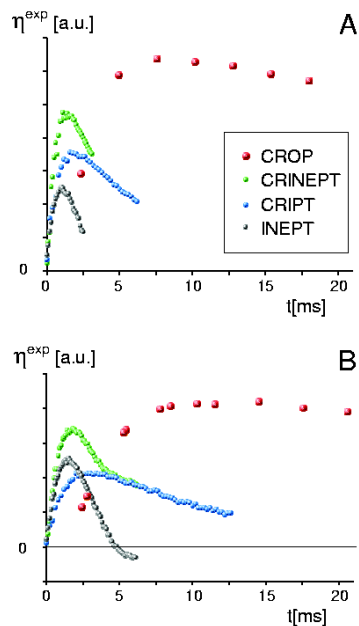 η^exp [a.u.]
A
CROP
CRINEPT
CRIPT
INEPT
0
0 5 10 15 20
t[ms]
η^exp [a.u.]
B
0
0 5 10 15 20
t[ms]